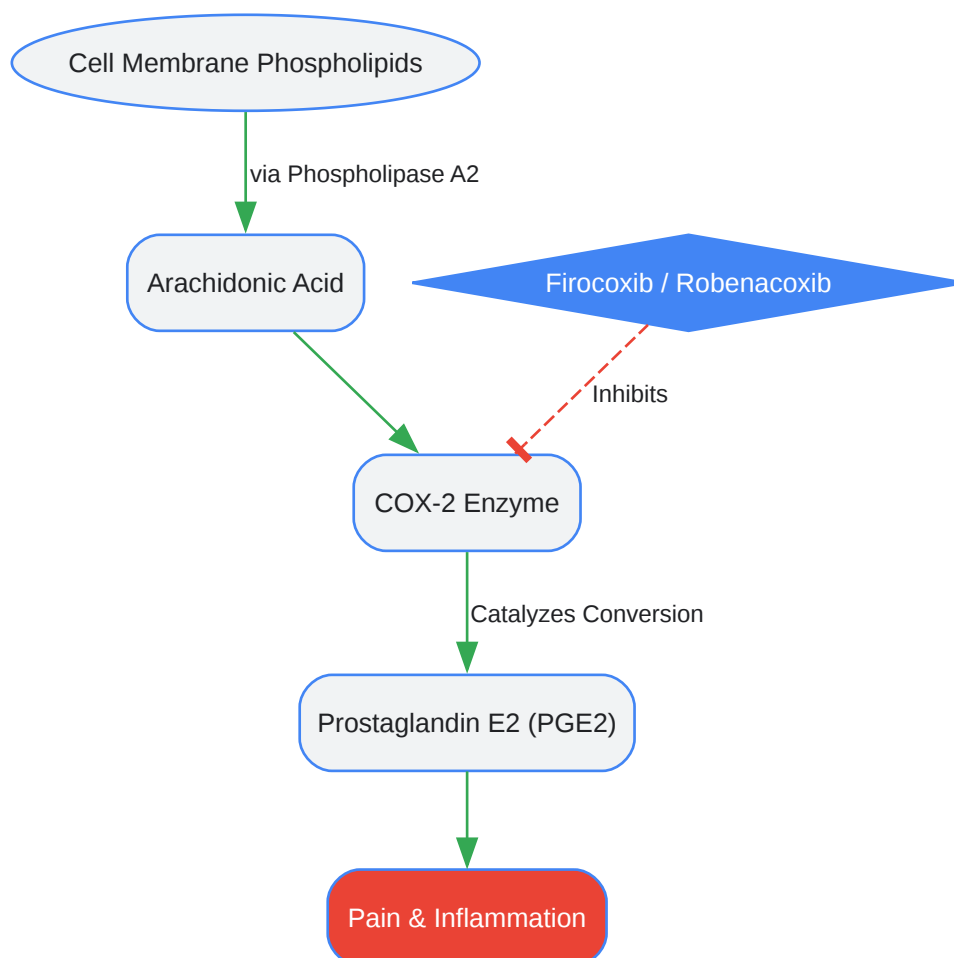 Cell Membrane Phospholipids
via Phospholipase A2
Arachidonic Acid
Firocoxib / Robenacoxib
Inhibits
COX-2 Enzyme
Catalyzes Conversion
Prostaglandin E2 (PGE2)
Pain & Inflammation